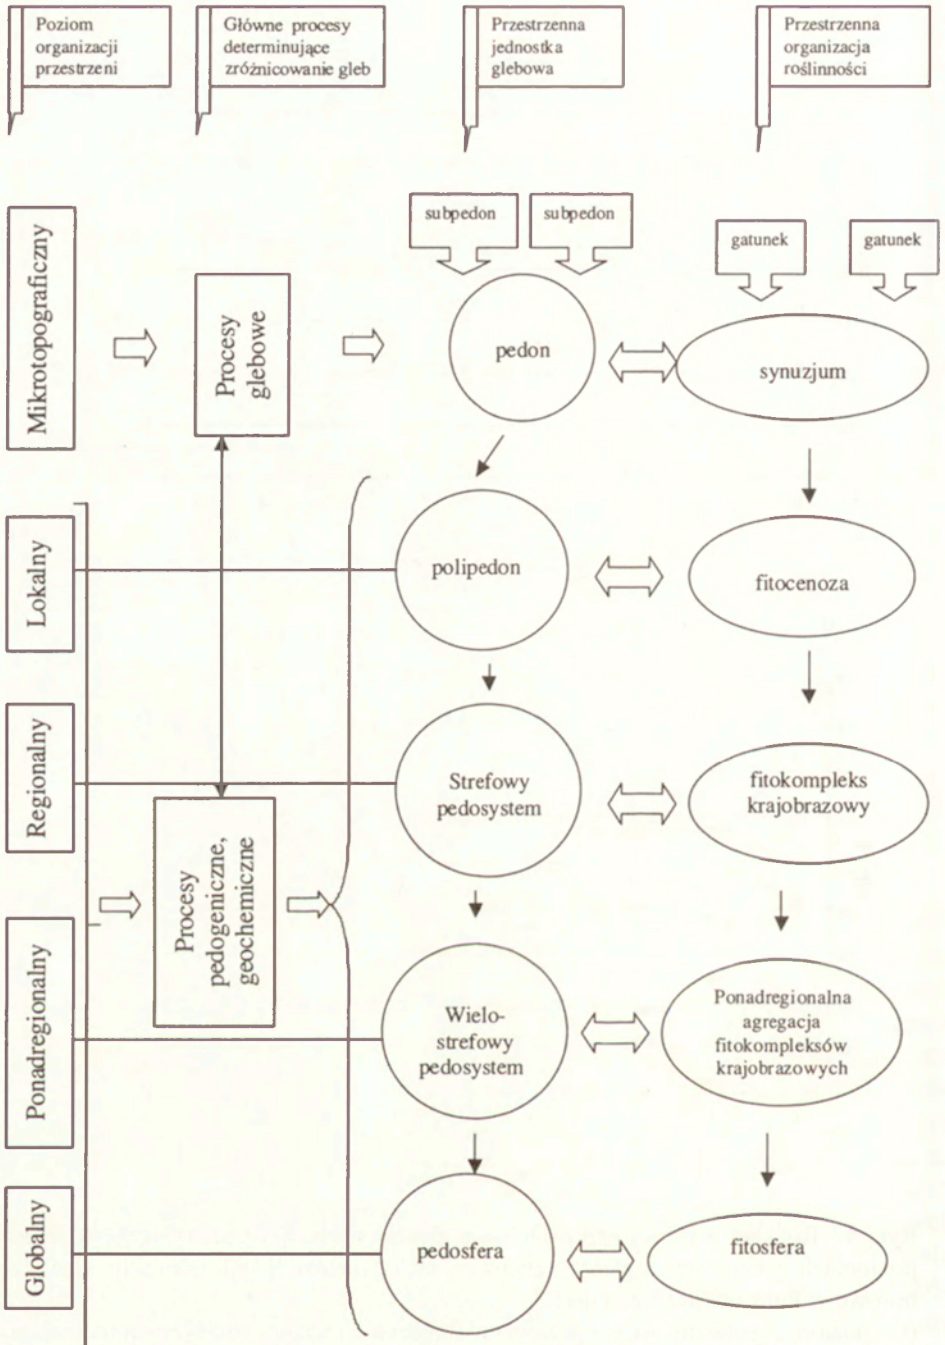 Poziom
organizacji
przestrzeni
Główne procesy
determinujące
zróżnicowanie gleb
Przestrzenna
jednostka
glebowa
Przestrzenna
organizacja
roślinności
Mikrotopograficzny
Procesy
glebowe
subpedon
subpedon
pedon
gatunek
gatunek
synuzjum
Lokalny
polipedon
fitocenoza
Regionalny
Strefowy
pedosystem
fitokompleks
krajobrazowy
Procesy
pedogeniczne,
geochemiczne
Ponadregionalny
Wielo-
strefowy
pedosystem
Ponadregionalna
agregacja
fitokompleksów
krajobrazowych
Globalny
pedosfera
fitosfera